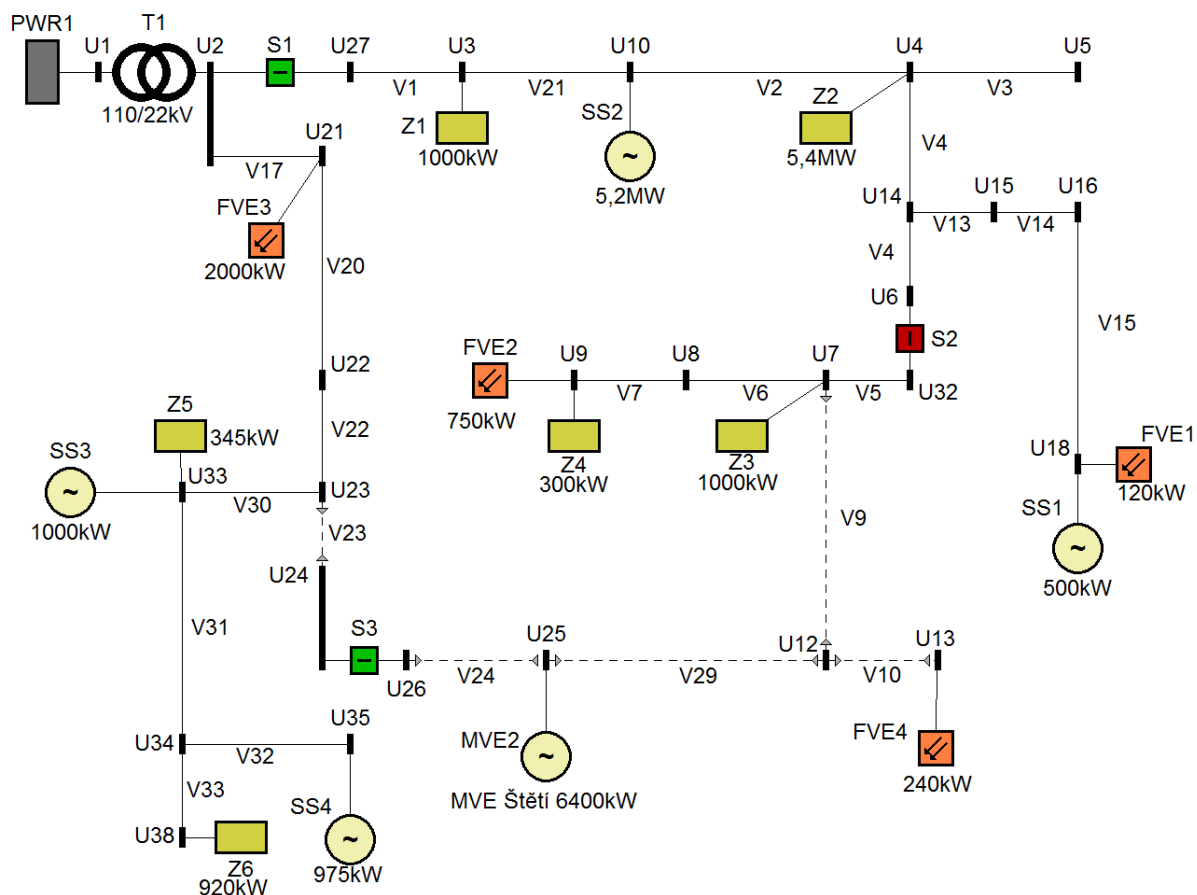 PWR1
U1
T1
U2
S1
U27
U3
U10
U4
U5
110/22kV
V1
V21
V2
V3
Z1
1000kW
SS2
5,2MW
Z2
5,4MW
V4
U21
V17
FVE3
2000kW
V20
U14
U15
U16
V13
V14
V4
U6
S2
V15
U22
FVE2
750kW
U9
U8
U7
U32
V7
V6
V5
Z5
345kW
V22
Z4
300kW
Z3
1000kW
U18
FVE1
120kW
SS3
1000kW
U33
V30
U23
V23
V9
SS1
500kW
U24
V31
S3
U26
V24
U25
V29
U12
V10
U13
U34
V32
U35
MVE2
MVE Štětí 6400kW
FVE4
240kW
V33
SS4
975kW
U38
Z6
920kW